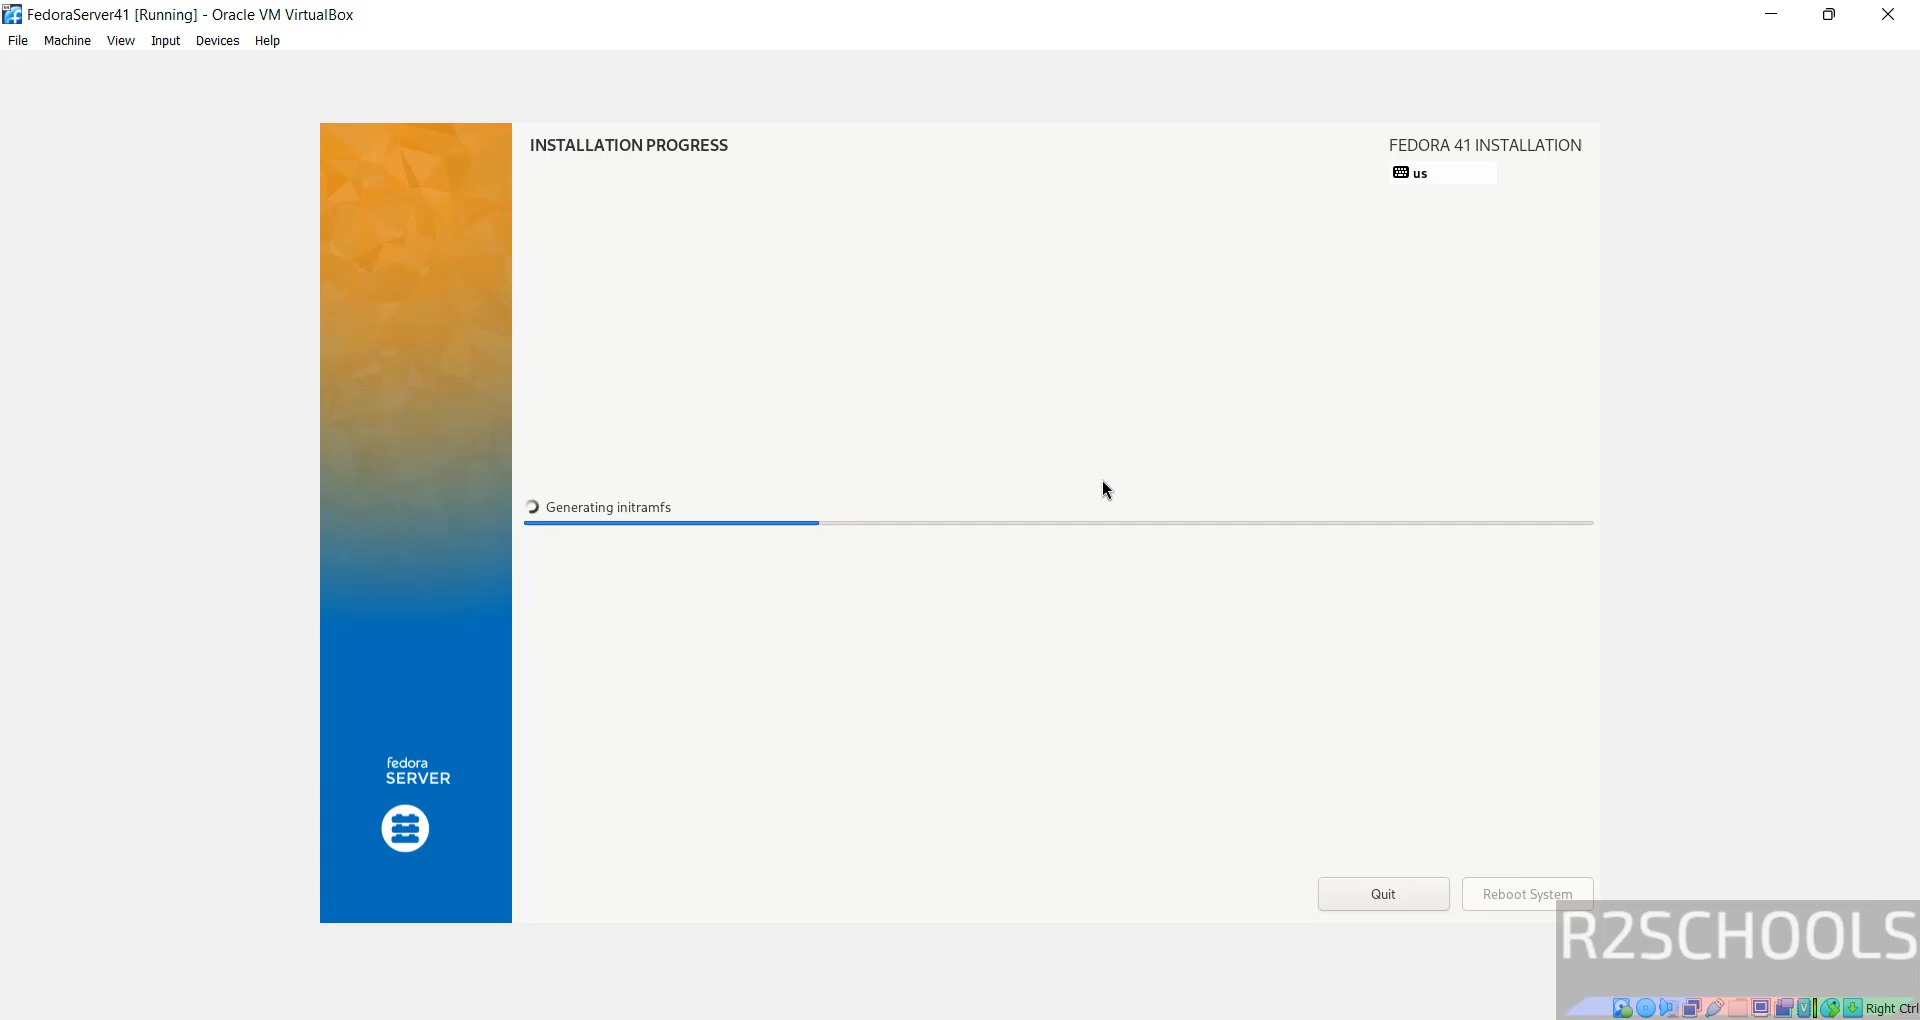 FedoraServer41 [Running] - Oracle VM VirtualBox
File Machine View Input Devices Help
INSTALLATION PROGRESS
FEDORA 41 INSTALLATION
us
Generating initramfs
fedora
SERVER
Quit
Reboot System
R2SCHOOLS
Right Ctrl